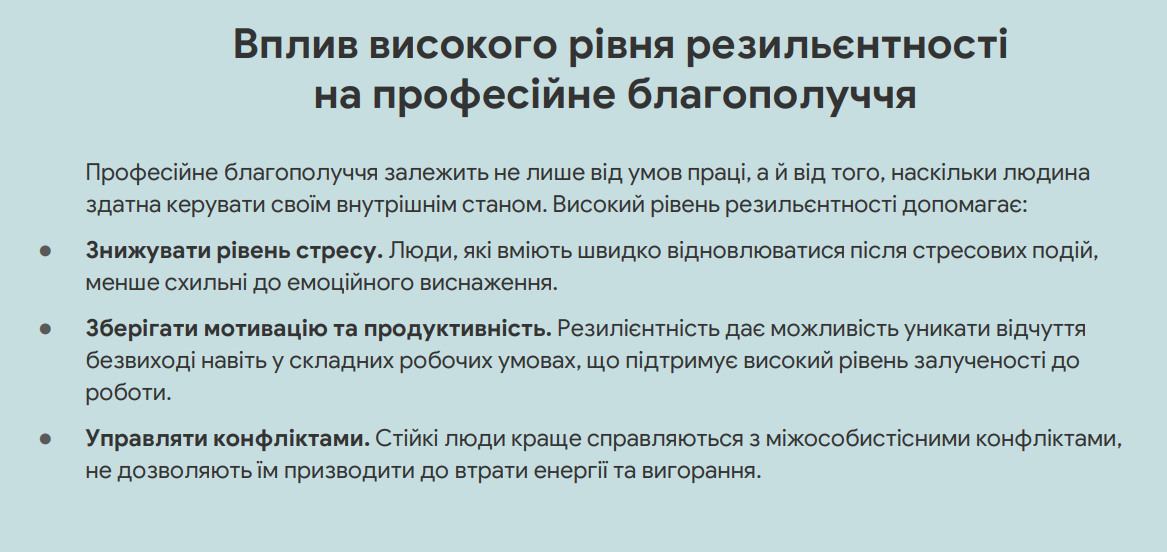 Вплив високого рівня резильєнтності
на професійне благополуччя
Професійне благополуччя залежить не лише від умов праці, а й від того, наскільки людина
здатна керувати своїм внутрішнім станом. Високий рівень резильєнтності допомагає:
● Знижувати рівень стресу. Люди, які вміють швидко відновлюватися після стресових подій,
менше схильні до емоційного виснаження.
● Зберігати мотивацію та продуктивність. Резилієнтність дає можливість уникати відчуття
безвиході навіть у складних робочих умовах, що підтримує високий рівень залученості до
роботи.
● Управляти конфліктами. Стійкі люди краще справляються з міжособистісними конфліктами,
не дозволяють їм призводити до втрати енергії та вигорання.